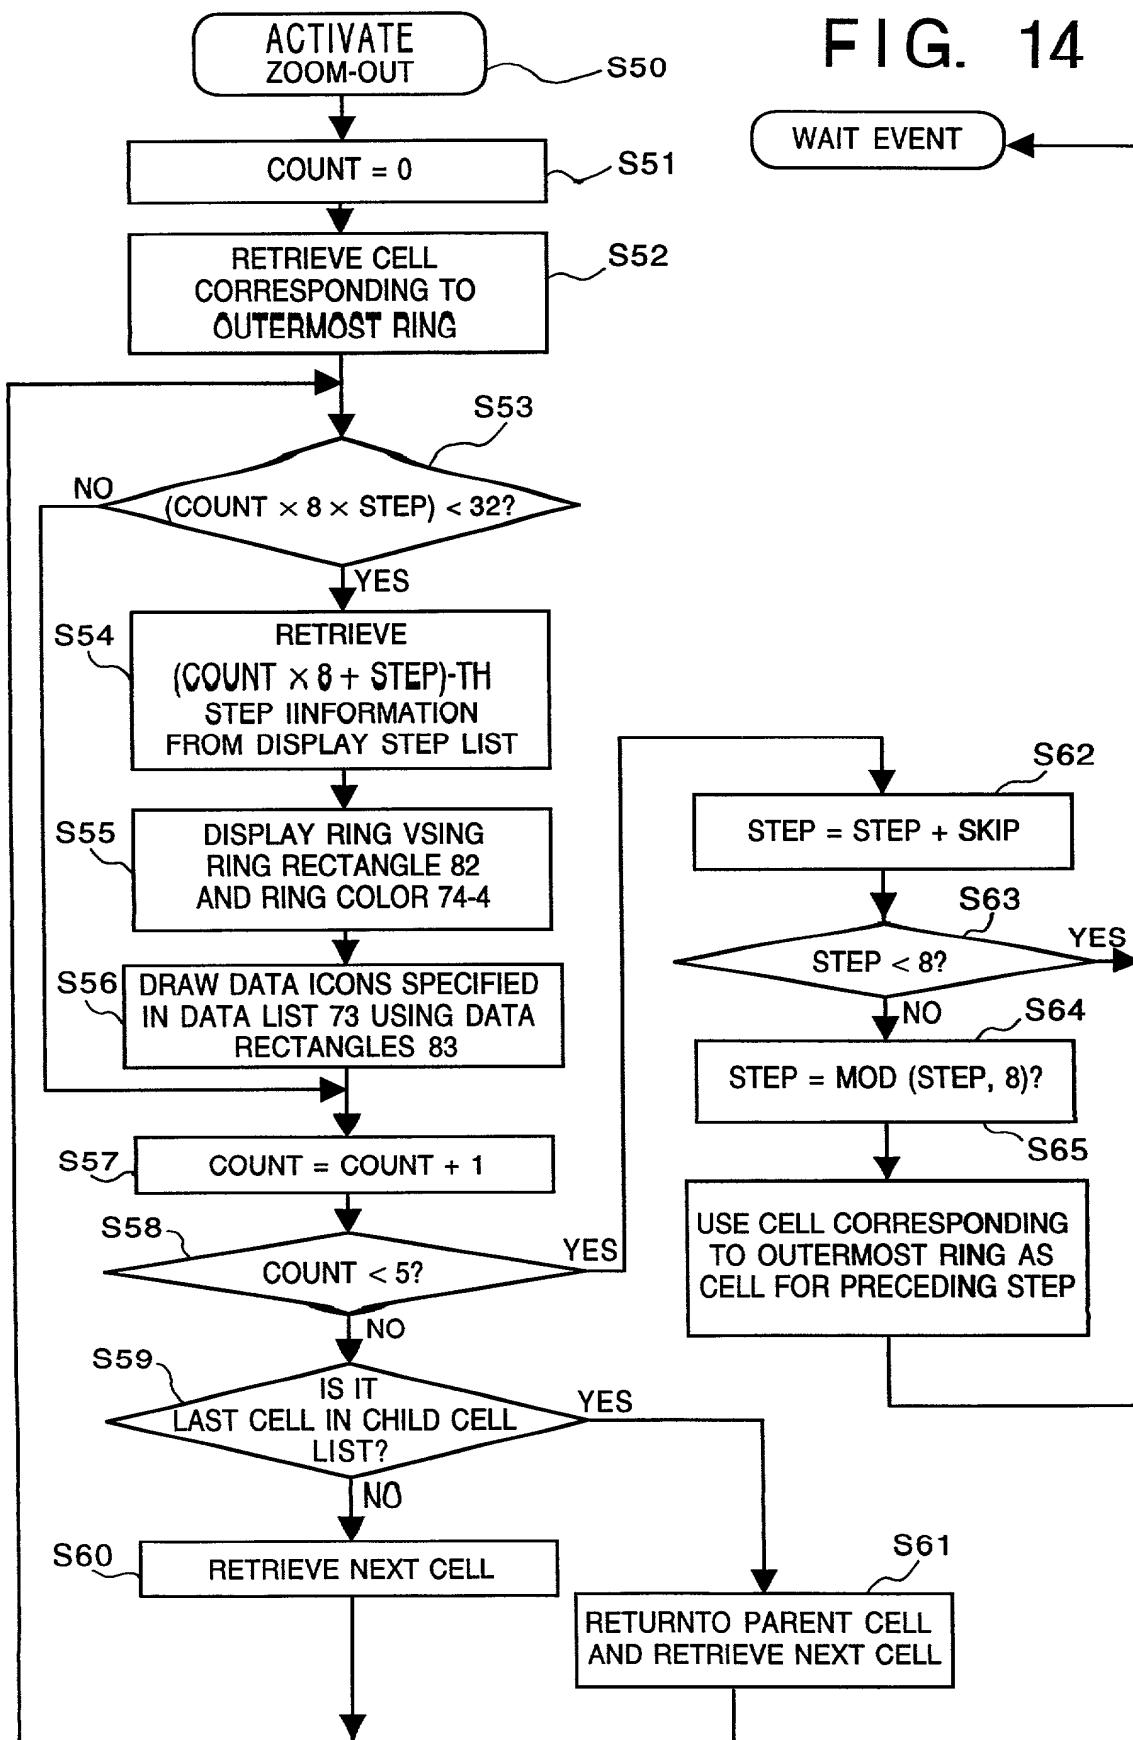 FIG. 14
ACTIVATE
ZOOM-OUT
S50
WAIT EVENT
COUNT = 0
S51
RETRIEVE CELL
CORRESPONDING TO
OUTERMOST RING
S52
S53
NO
(COUNT × 8 × STEP) < 32?
YES
S54
RETRIEVE
(COUNT × 8 + STEP)-TH
STEP IINFORMATION
FROM DISPLAY STEP LIST
S55
DISPLAY RING VSING
RING RECTANGLE 82
AND RING COLOR 74-4
S56
DRAW DATA ICONS SPECIFIED
IN DATA LIST 73 USING DATA
RECTANGLES 83
S57
COUNT = COUNT + 1
S58
COUNT < 5?
YES
NO
S59
IS IT
LAST CELL IN CHILD CELL
LIST?
YES
NO
S60
RETRIEVE NEXT CELL
S61
RETURNTO PARENT CELL
AND RETRIEVE NEXT CELL
S62
STEP = STEP + SKIP
S63
STEP < 8?
YES
NO
S64
STEP = MOD (STEP, 8)?
S65
USE CELL CORRESPONDING
TO OUTERMOST RING AS
CELL FOR PRECEDING STEP